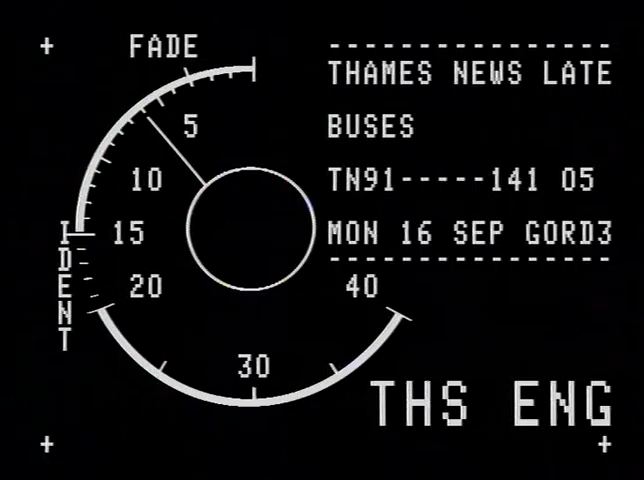 FADE
5
10
15
20
30
40
IDENT
----------------
THAMES NEWS LATE
BUSES
TN91-----141 05
MON 16 SEP GORD3
----------------
THS ENG